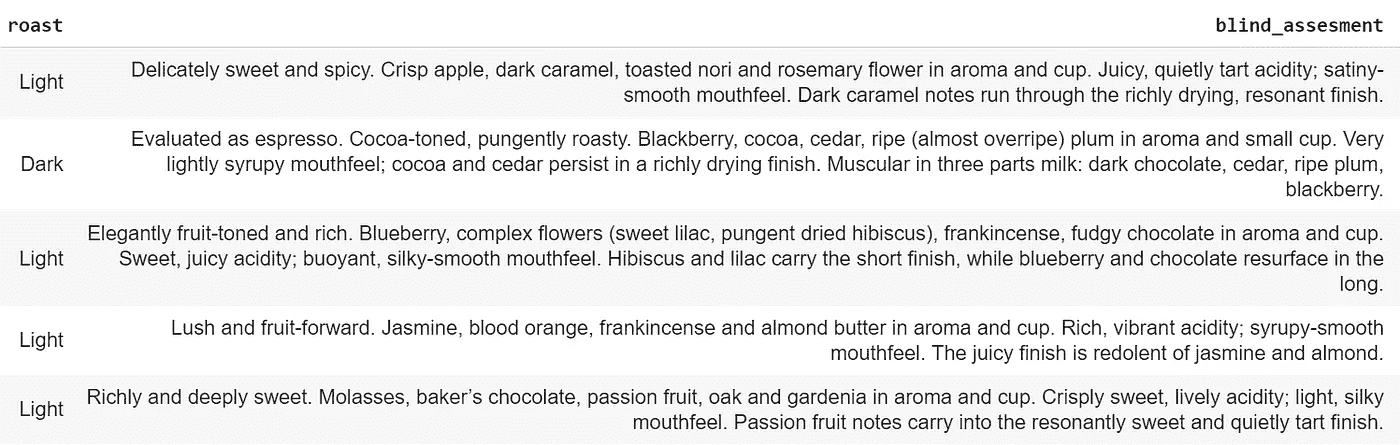 roast blind_assesment
Light Delicately sweet and spicy. Crisp apple, dark caramel, toasted nori and rosemary flower in aroma and cup. Juicy, quietly tart acidity; satiny-
smooth mouthfeel. Dark caramel notes run through the richly drying, resonant finish.
Dark Evaluated as espresso. Cocoa-toned, pungently roasty. Blackberry, cocoa, cedar, ripe (almost overripe) plum in aroma and small cup. Very
lightly syrupy mouthfeel; cocoa and cedar persist in a richly drying finish. Muscular in three parts milk: dark chocolate, cedar, ripe plum,
blackberry.
Light Elegantly fruit-toned and rich. Blueberry, complex flowers (sweet lilac, pungent dried hibiscus), frankincense, fudgy chocolate in aroma and cup.
Sweet, juicy acidity; buoyant, silky-smooth mouthfeel. Hibiscus and lilac carry the short finish, while blueberry and chocolate resurface in the
long.
Light Lush and fruit-forward. Jasmine, blood orange, frankincense and almond butter in aroma and cup. Rich, vibrant acidity; syrupy-smooth
mouthfeel. The juicy finish is redolent of jasmine and almond.
Light Richly and deeply sweet. Molasses, baker’s chocolate, passion fruit, oak and gardenia in aroma and cup. Crisply sweet, lively acidity; light, silky
mouthfeel. Passion fruit notes carry into the resonantly sweet and quietly tart finish.